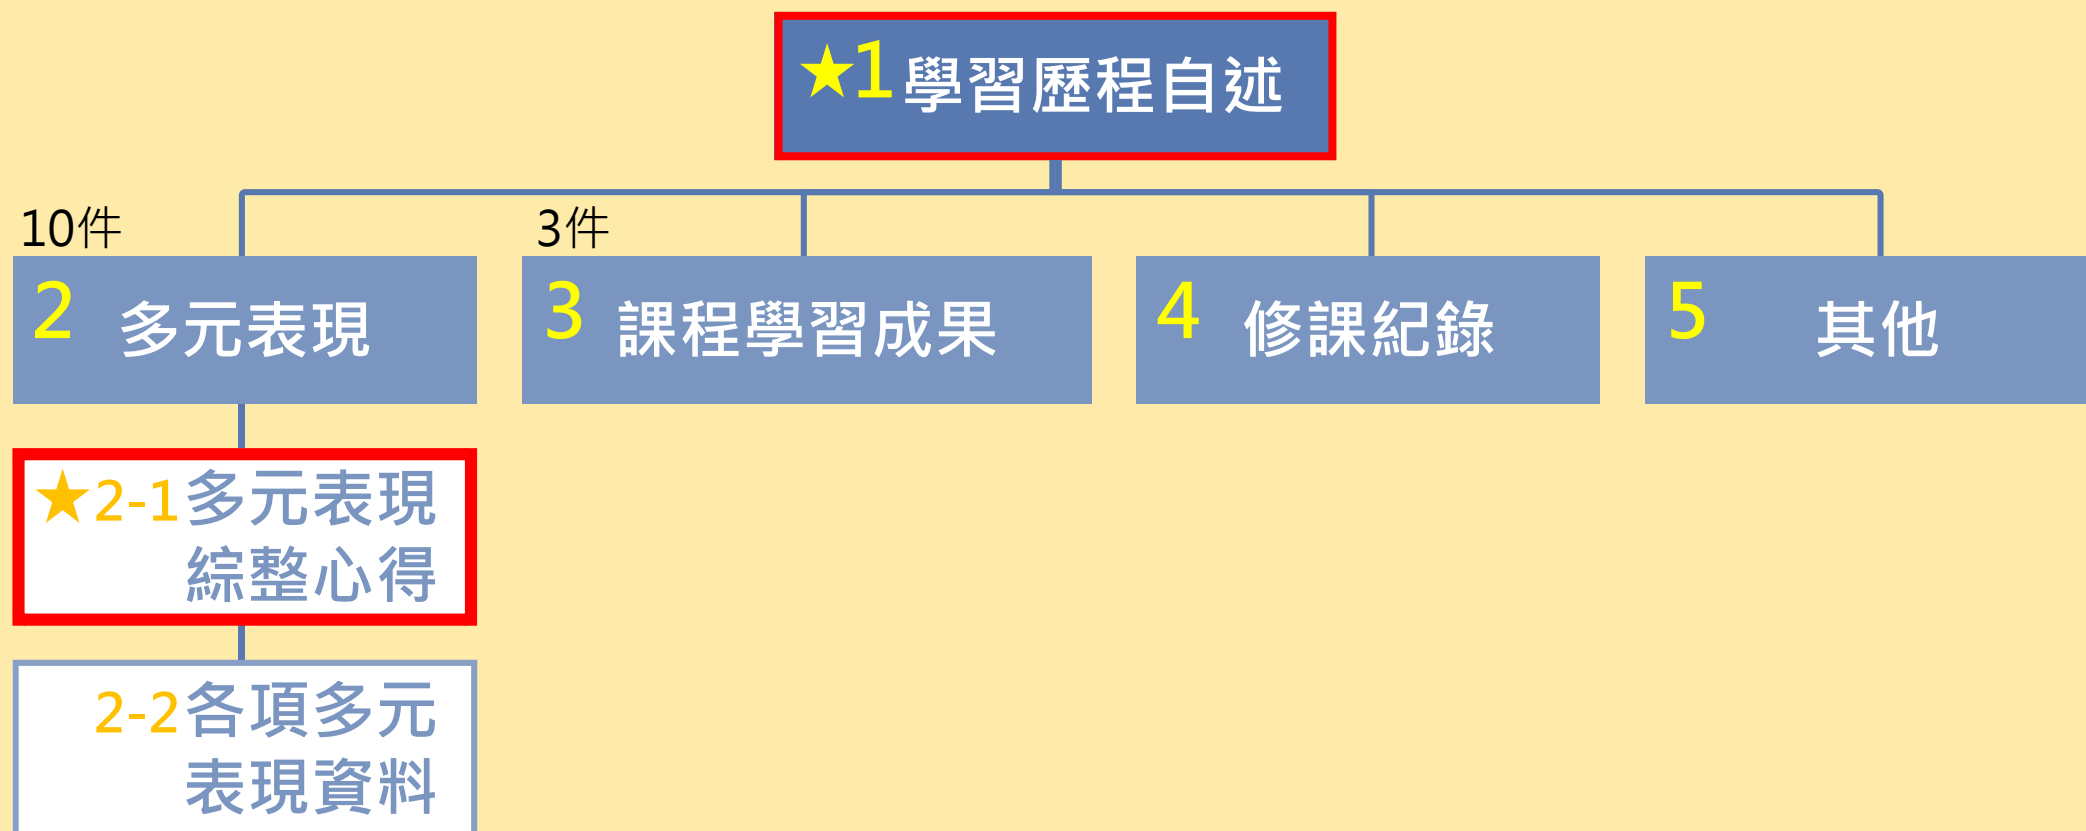 ★1 學習歷程自述
10件
3件
2 多元表現
3 課程學習成果
4 修課紀錄
5 其他
★2-1多元表現
綜整心得
2-2各項多元
表現資料